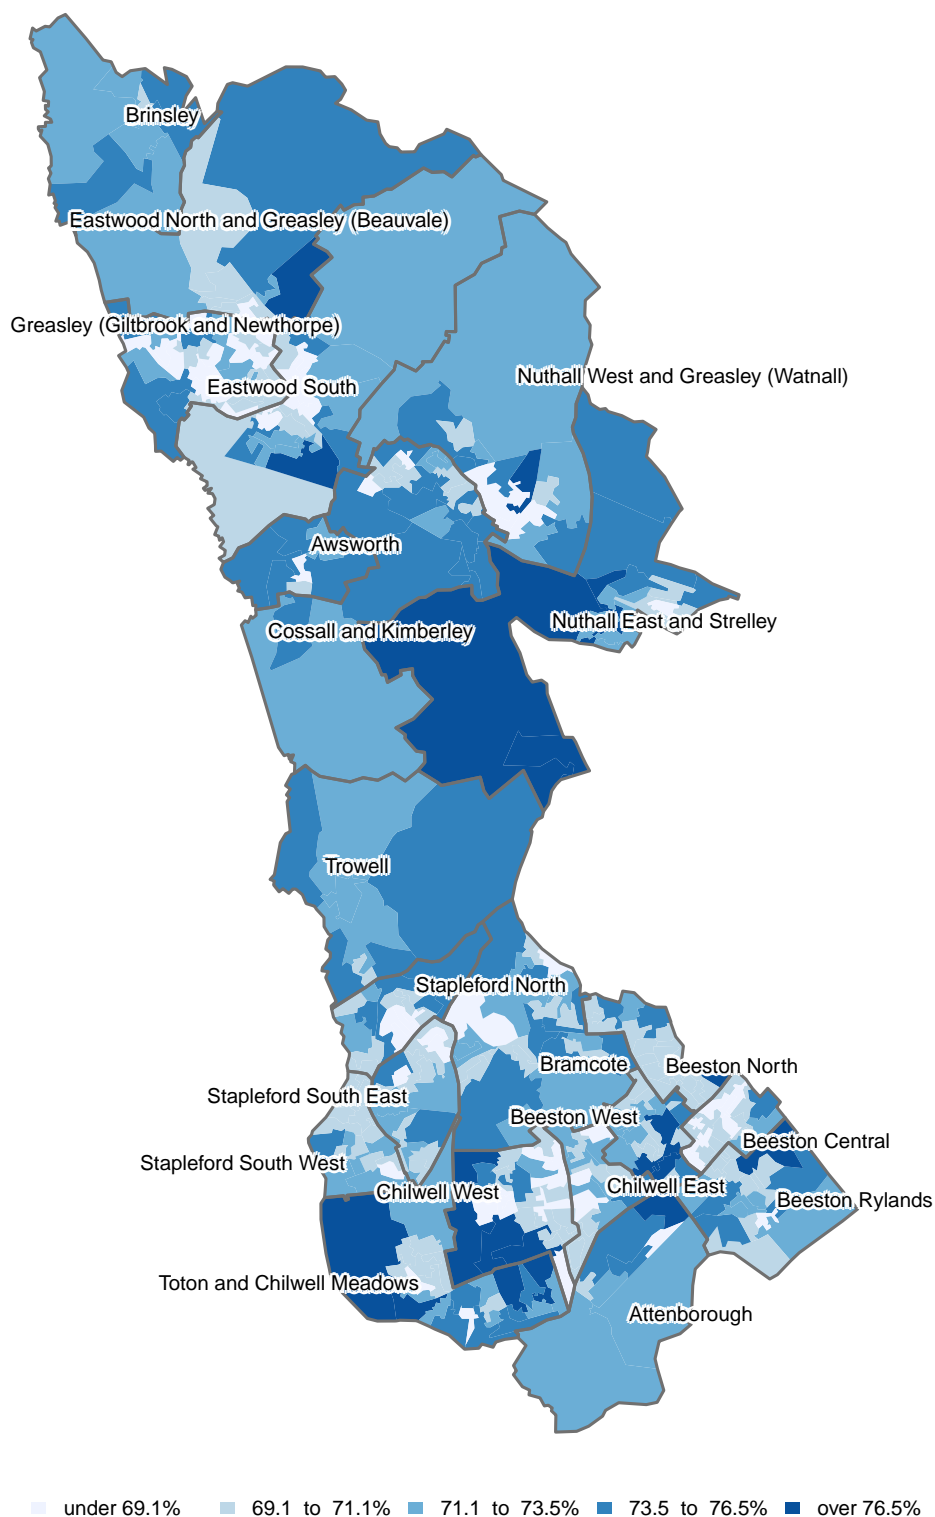 Brinsley
Eastwood North and Greasley (Beauvale)
Greasley (Giltbrook and Newthorpe)
Nuthall West and Greasley (Watnall)
Eastwood South
Awsworth
Nuthall East and Strelley
Cossall and Kimberley
Trowell
Stapleford North
Bramcote
Beeston North
Stapleford South East
Beeston West
Beeston Central
Stapleford South West
Chilwell West
Chilwell East
Beeston Rylands
Toton and Chilwell Meadows
Attenborough
under 69.1% 69.1 to 71.1% 71.1 to 73.5% 73.5 to 76.5% over 76.5%